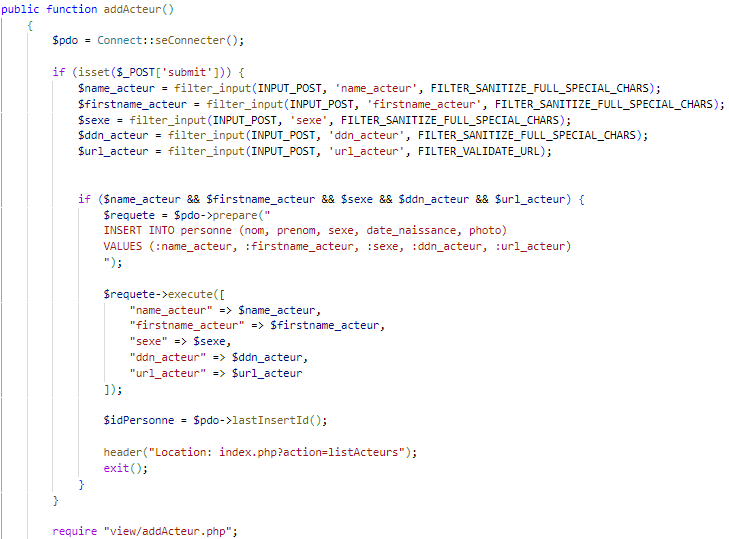 public function addActeur()
{
$pdo = Connect::seConnecter();
if (isset($_POST['submit'])) {
$name_acteur = filter_input(INPUT_POST, 'name_acteur', FILTER_SANITIZE_FULL_SPECIAL_CHARS);
$firstname_acteur = filter_input(INPUT_POST, 'firstname_acteur', FILTER_SANITIZE_FULL_SPECIAL_CHARS);
$sexe = filter_input(INPUT_POST, 'sexe', FILTER_SANITIZE_FULL_SPECIAL_CHARS);
$ddn_acteur = filter_input(INPUT_POST, 'ddn_acteur', FILTER_SANITIZE_FULL_SPECIAL_CHARS);
$url_acteur = filter_input(INPUT_POST, 'url_acteur', FILTER_VALIDATE_URL);
if ($name_acteur && $firstname_acteur && $sexe && $ddn_acteur && $url_acteur) {
$requete = $pdo->prepare("
INSERT INTO personne (nom, prenom, sexe, date_naissance, photo)
VALUES (:name_acteur, :firstname_acteur, :sexe, :ddn_acteur, :url_acteur)
");
$requete->execute([
"name_acteur" => $name_acteur,
"firstname_acteur" => $firstname_acteur,
"sexe" => $sexe,
"ddn_acteur" => $ddn_acteur,
"url_acteur" => $url_acteur
]);
$idPersonne = $pdo->lastInsertId();
header("Location: index.php?action=listActeurs");
exit();
}
}
require "view/addActeur.php";